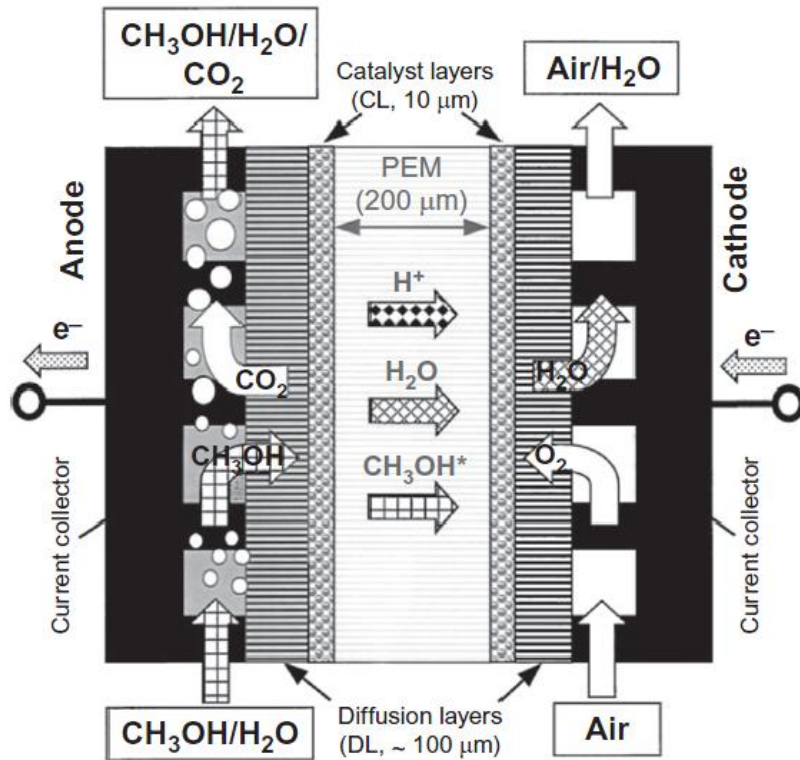 CH₃OH/H₂O/
CO₂
Catalyst layers
(CL, 10 μm)
Air/H₂O
Anode
PEM
(200 μm)
Cathode
H⁺
e⁻
e⁻
CO₂
H₂O
H₂O
CH₃OH
CH₃OH*
O₂
Current collector
Current collector
CH₃OH/H₂O
Diffusion layers
(DL, ~ 100 μm)
Air